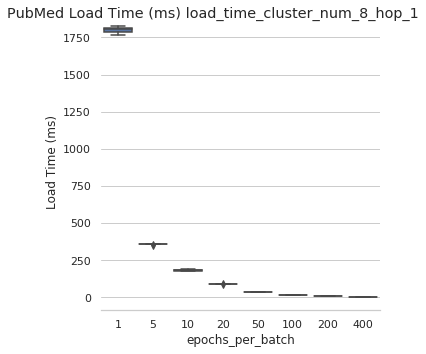 PubMed Load Time (ms) load_time_cluster_num_8_hop_1
1750
1500
1250
1000
750
500
250
0
Load Time (ms)
1 5 10 20 50 100 200 400
epochs_per_batch